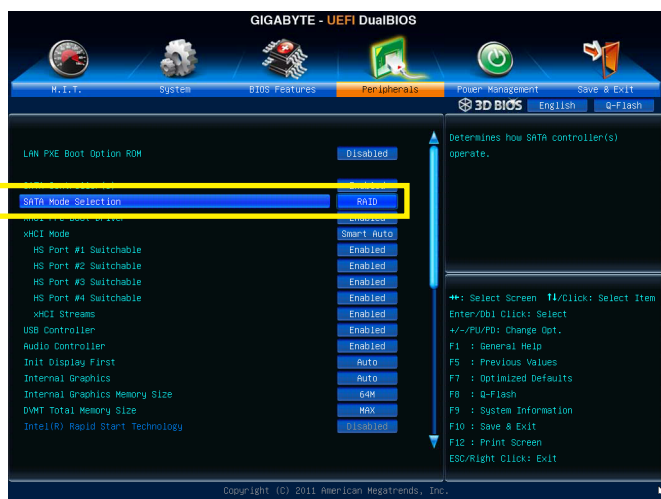 GIGABYTE - UEFI DualBIOS
M.I.T. System BIOS Features Peripherals Power Management Save & Exit
3D BIOS English Q-Flash
LAN PXE Boot Option ROM Disabled
SATA Controller(s) Enabled
SATA Mode Selection RAID
xHCI Pre-Boot Driver Enabled
xHCI Mode Smart Auto
HS Port #1 Switchable Enabled
HS Port #2 Switchable Enabled
HS Port #3 Switchable Enabled
HS Port #4 Switchable Enabled
xHCI Streams Enabled
USB Controller Enabled
Audio Controller Enabled
Init Display First Auto
Internal Graphics Auto
Internal Graphics Memory Size 64M
DVMT Total Memory Size MAX
Intel(R) Rapid Start Technology Disabled
Determines how SATA controller(s)
operate.
→←: Select Screen ↑↓/Click: Select Item
Enter/Dbl Click: Select
+/-/PU/PD: Change Opt.
F1 : General Help
F5 : Previous Values
F7 : Optimized Defaults
F8 : Q-Flash
F9 : System Information
F10 : Save & Exit
F12 : Print Screen
ESC/Right Click: Exit
Copyright (C) 2011 American Megatrends, Inc.